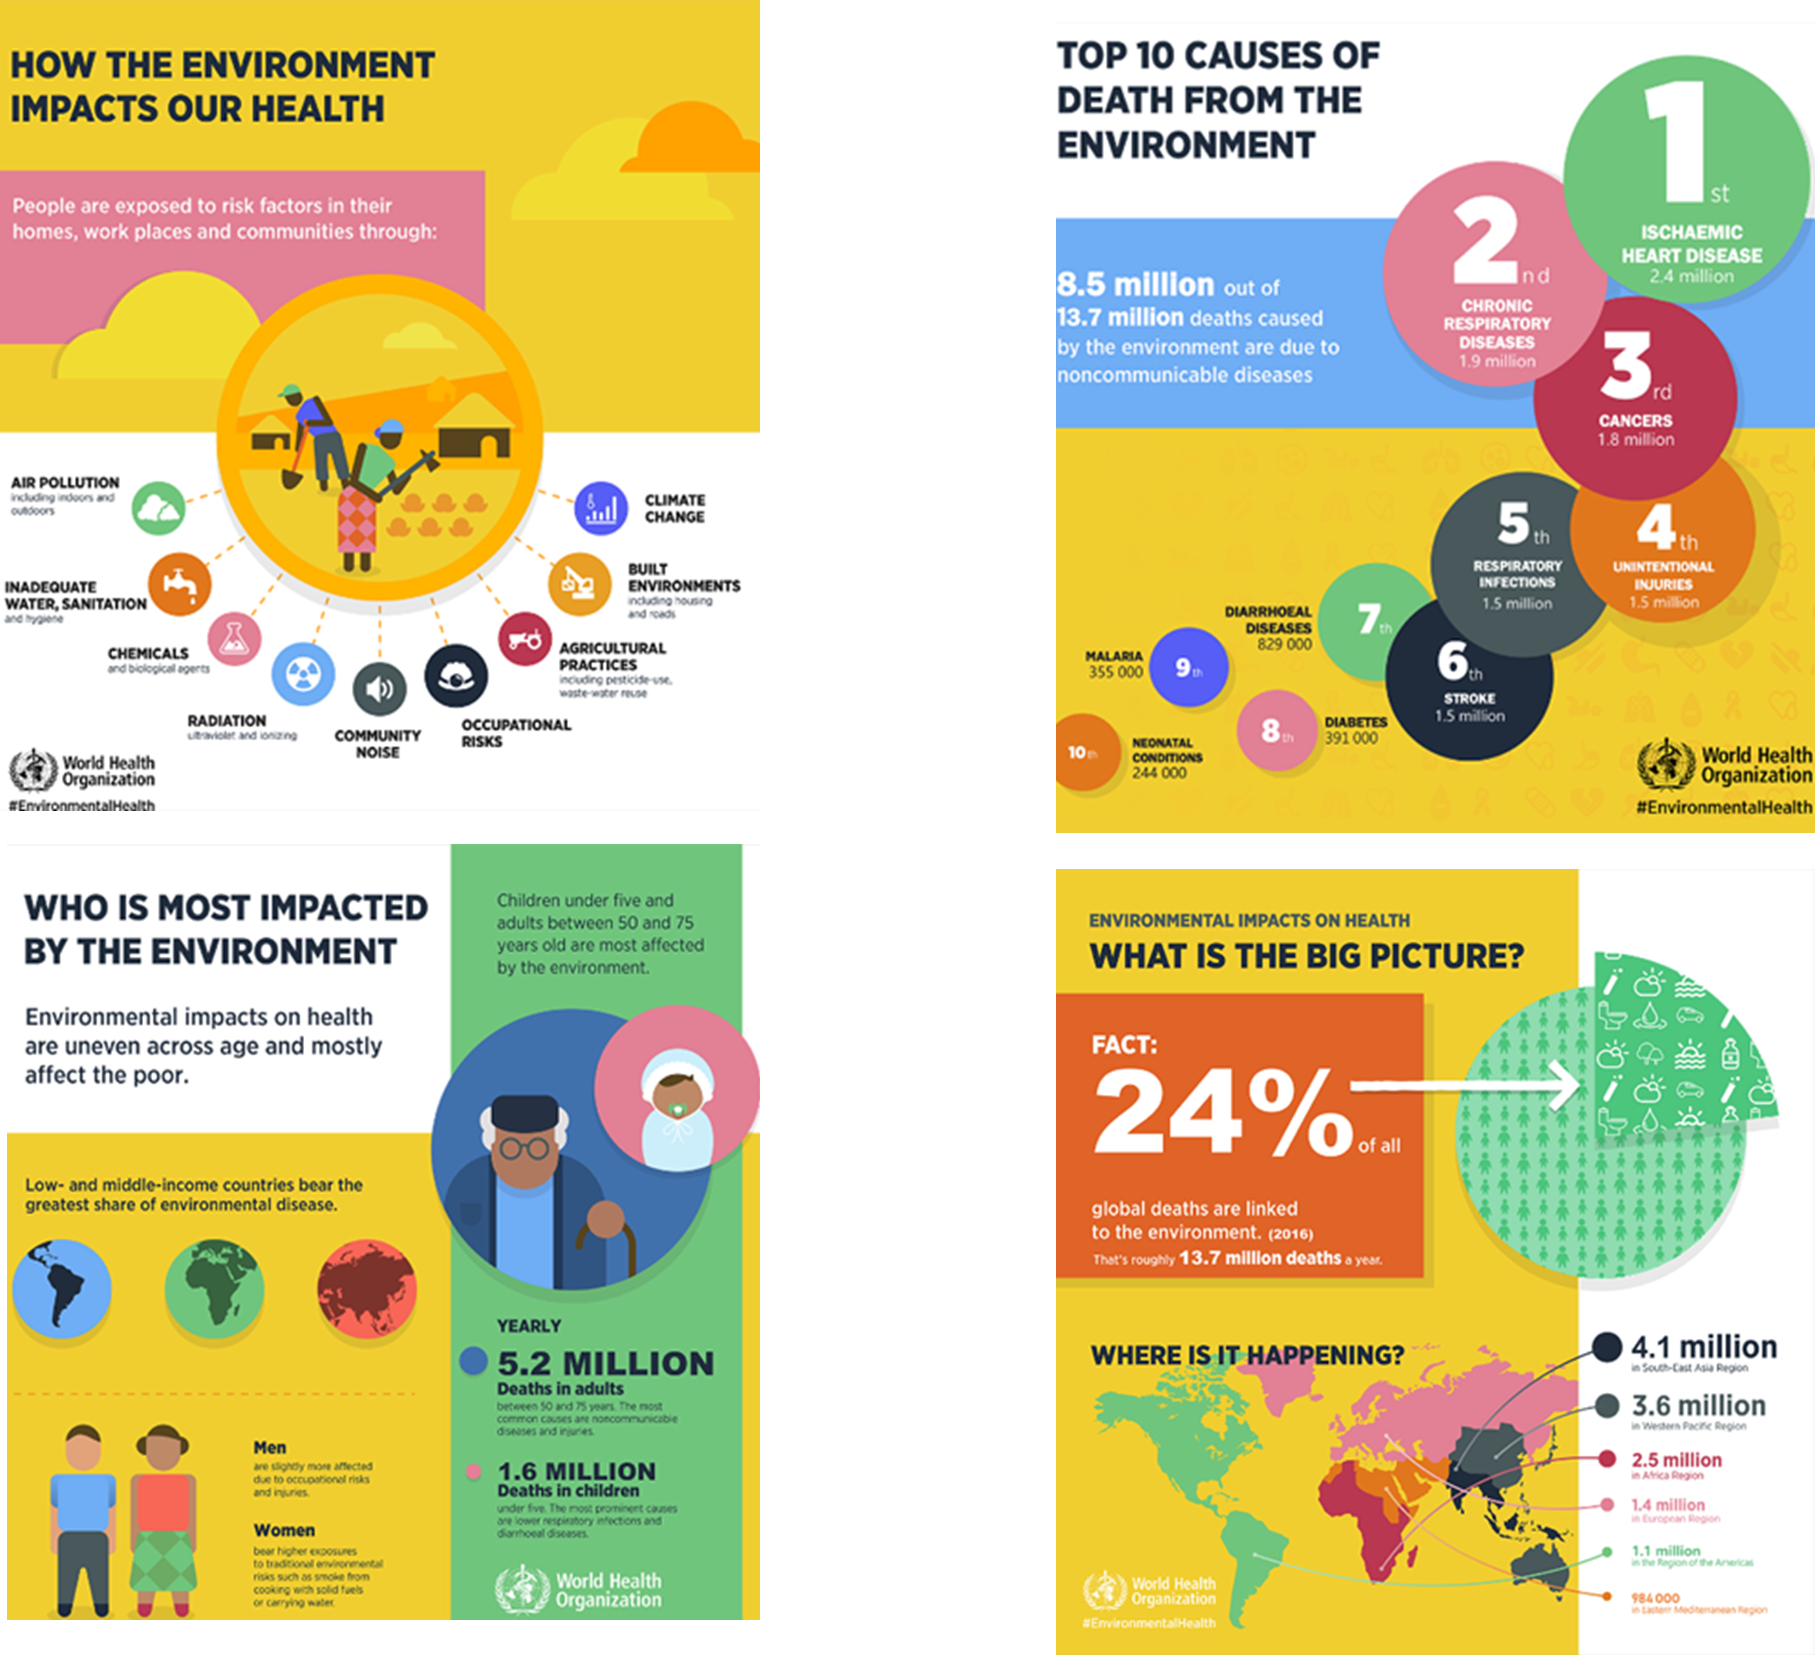 HOW THE ENVIRONMENT
IMPACTS OUR HEALTH
People are exposed to risk factors in their
homes, work places and communities through:
AIR POLLUTION
including indoors and
outdoors
INADEQUATE
WATER, SANITATION
and hygiene
CHEMICALS
and biological agents
RADIATION
ultraviolet and ionizing
COMMUNITY
NOISE
OCCUPATIONAL
RISKS
AGRICULTURAL
PRACTICES
including pesticide-use,
waste-water reuse
BUILT
ENVIRONMENTS
including housing
and roads
CLIMATE
CHANGE
World Health
Organization
#EnvironmentalHealth
TOP 10 CAUSES OF
DEATH FROM THE
ENVIRONMENT
8.5 million out of
13.7 million deaths caused
by the environment are due to
noncommunicable diseases
1st
ISCHAEMIC
HEART DISEASE
2.4 million
2nd
CHRONIC
RESPIRATORY
DISEASES
1.9 million
3rd
CANCERS
1.8 million
4th
UNINTENTIONAL
INJURIES
1.5 million
5th
RESPIRATORY
INFECTIONS
1.5 million
6th
STROKE
1.5 million
7th
DIARRHOEAL
DISEASES
829 000
8th
DIABETES
391 000
9th
MALARIA
355 000
10th
NEONATAL
CONDITIONS
244 000
World Health
Organization
#EnvironmentalHealth
WHO IS MOST IMPACTED
BY THE ENVIRONMENT
Environmental impacts on health
are uneven across age and mostly
affect the poor.
Low- and middle-income countries bear the
greatest share of environmental disease.
Men
are slightly more affected
due to occupational risks
and injuries.
Women
bear higher exposures
to traditional environmental
risks such as smoke from
cooking with solid fuels
or carrying water.
Children under five and
adults between 50 and 75
years old are most affected
by the environment.
YEARLY
5.2 MILLION
Deaths in adults
between 50 and 75 years. The most
common causes are noncommunicable
diseases and injuries.
1.6 MILLION
Deaths in children
under five. The most prominent causes
are lower respiratory infections and
diarrhoeal diseases.
World Health
Organization
ENVIRONMENTAL IMPACTS ON HEALTH
WHAT IS THE BIG PICTURE?
FACT:
24% of all
global deaths are linked
to the environment. (2016)
That's roughly 13.7 million deaths a year.
WHERE IS IT HAPPENING?
4.1 million
in South-East Asia Region
3.6 million
in Western Pacific Region
2.5 million
in Africa Region
1.4 million
in European Region
1.1 million
in the Region of the Americas
984 000
in Eastern Mediterranean Region
World Health
Organization
#EnvironmentalHealth